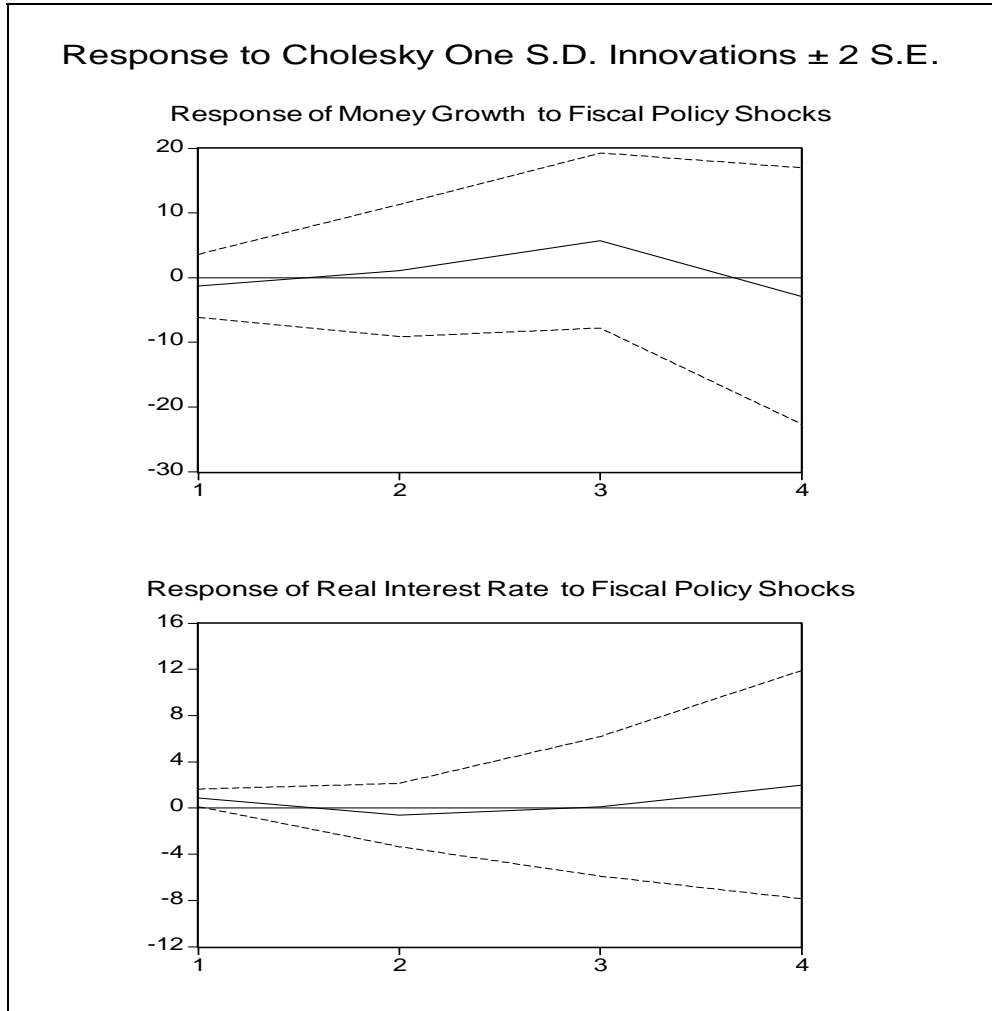 Response to Cholesky One S.D. Innovations ± 2 S.E.
Response of Money Growth to Fiscal Policy Shocks
20
10
0
-10
-20
-30
1 2 3 4
Response of Real Interest Rate to Fiscal Policy Shocks
16
12
8
4
0
-4
-8
-12
1 2 3 4